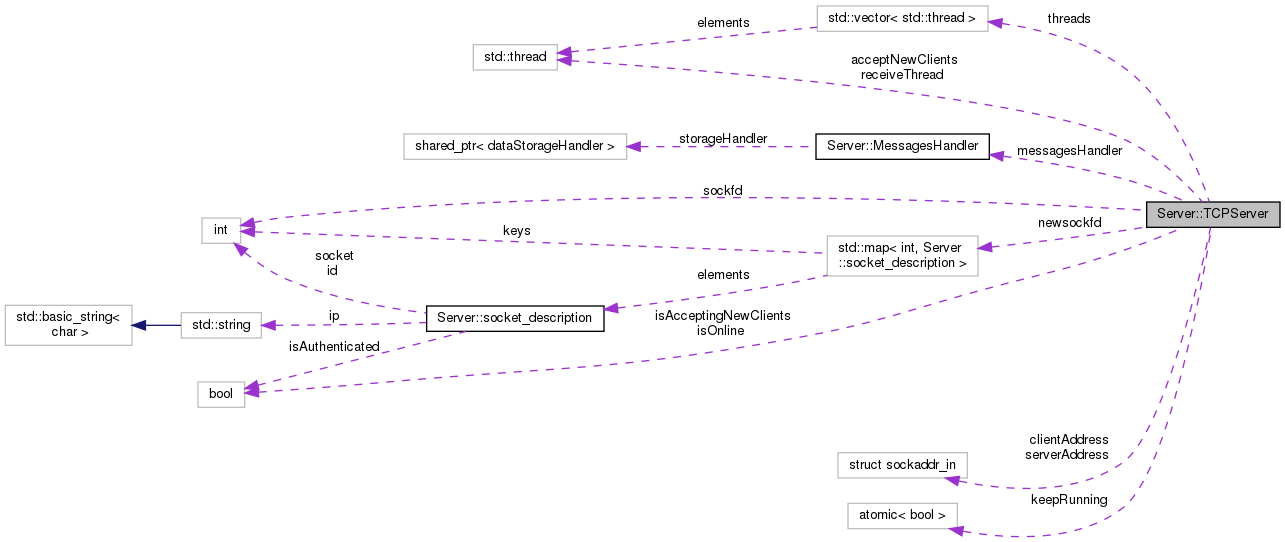 std::vector< std::thread >
threads
elements
std::thread
acceptNewClients
receiveThread
shared_ptr< dataStorageHandler >
storageHandler
Server::MessagesHandler
messagesHandler
sockfd
Server::TCPServer
int
keys
newsockfd
std::map< int, Server
::socket_description >
socket
id
elements
std::basic_string<
char >
std::string
ip
Server::socket_description
isAcceptingNewClients
isOnline
isAuthenticated
bool
clientAddress
serverAddress
struct sockaddr_in
keepRunning
atomic< bool >